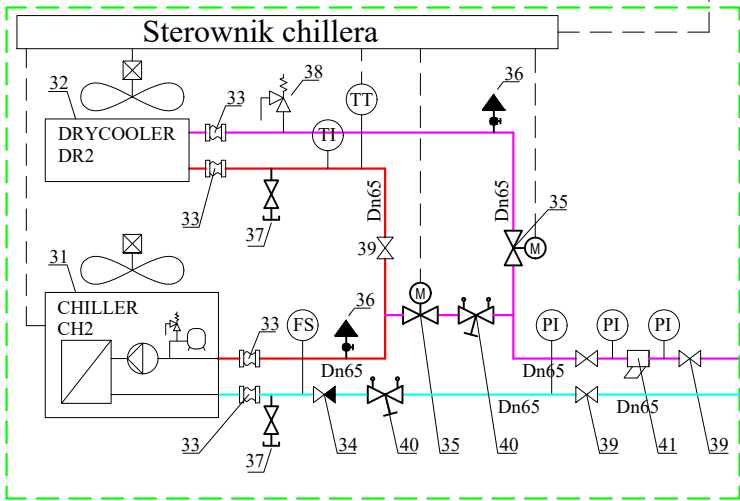 Sterownik chillera
32
33
38
36
TT
DRYCOOLER
DR2
TI
33
37
Dn65
Dn65
35
M
39
31
CHILLER
CH2
33
FS
36
M
PI
PI
PI
Dn65
Dn65
Dn65
33
37
34
40
35
40
39
41
39